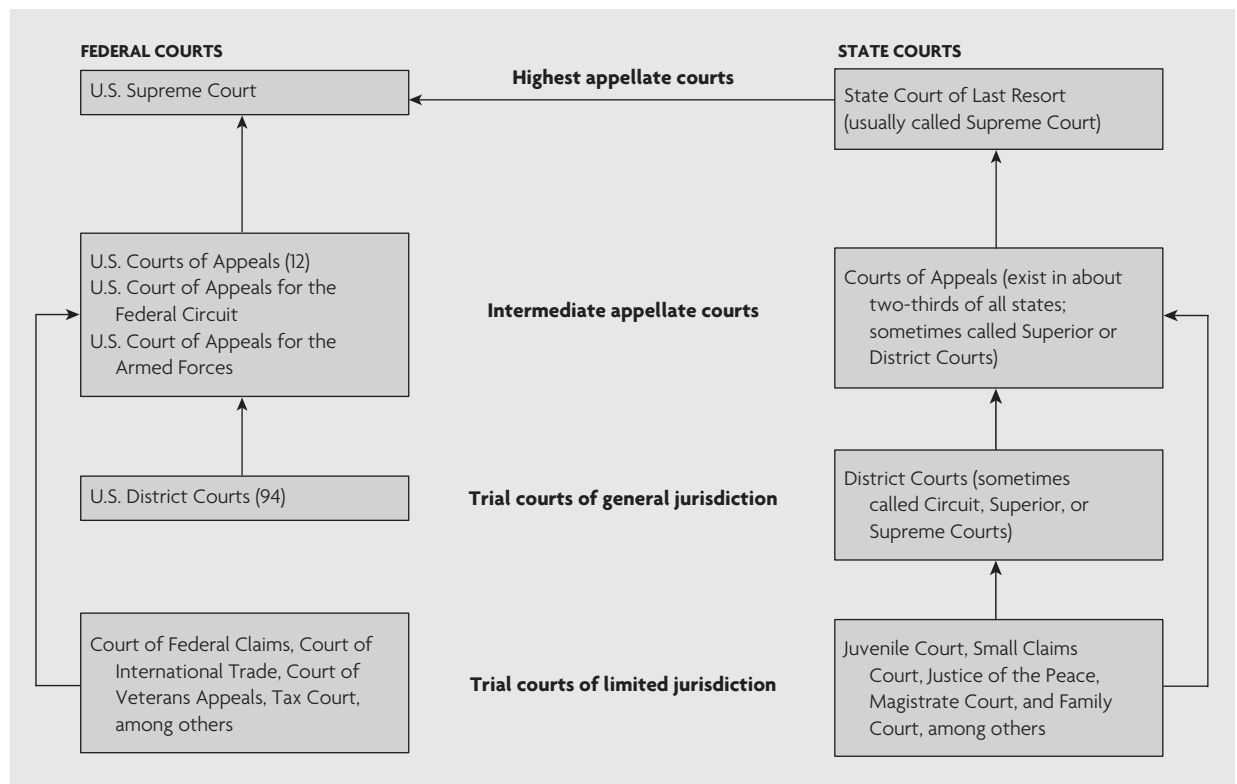 FEDERAL COURTS
U.S. Supreme Court
Highest appellate courts
STATE COURTS
State Court of Last Resort
(usually called Supreme Court)
U.S. Courts of Appeals (12)
U.S. Court of Appeals for the
Federal Circuit
U.S. Court of Appeals for the
Armed Forces
Intermediate appellate courts
Courts of Appeals (exist in about
two-thirds of all states;
sometimes called Superior or
District Courts)
U.S. District Courts (94)
Trial courts of general jurisdiction
District Courts (sometimes
called Circuit, Superior, or
Supreme Courts)
Court of Federal Claims, Court of
International Trade, Court of
Veterans Appeals, Tax Court,
among others
Trial courts of limited jurisdiction
Juvenile Court, Small Claims
Court, Justice of the Peace,
Magistrate Court, and Family
Court, among others